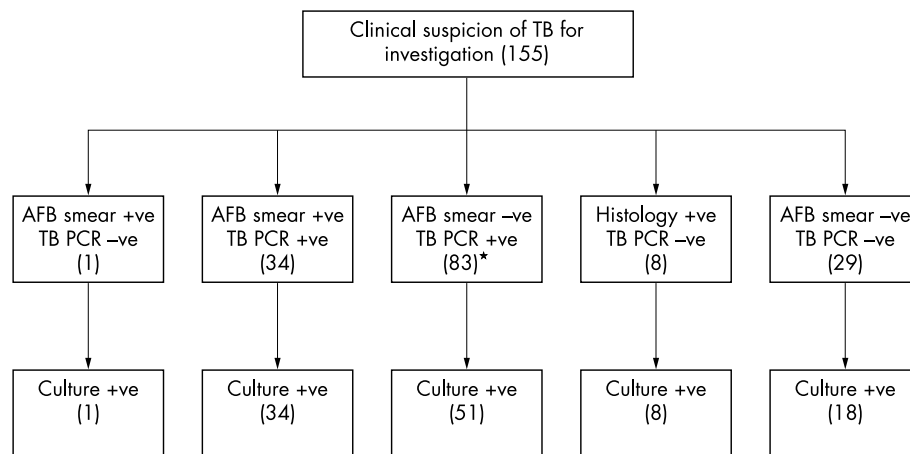 Clinical suspicion of TB for
investigation (155)
AFB smear +ve
TB PCR –ve
(1)
AFB smear +ve
TB PCR +ve
(34)
AFB smear –ve
TB PCR +ve
(83)★
Histology +ve
TB PCR –ve
(8)
AFB smear –ve
TB PCR –ve
(29)
Culture +ve
(1)
Culture +ve
(34)
Culture +ve
(51)
Culture +ve
(8)
Culture +ve
(18)